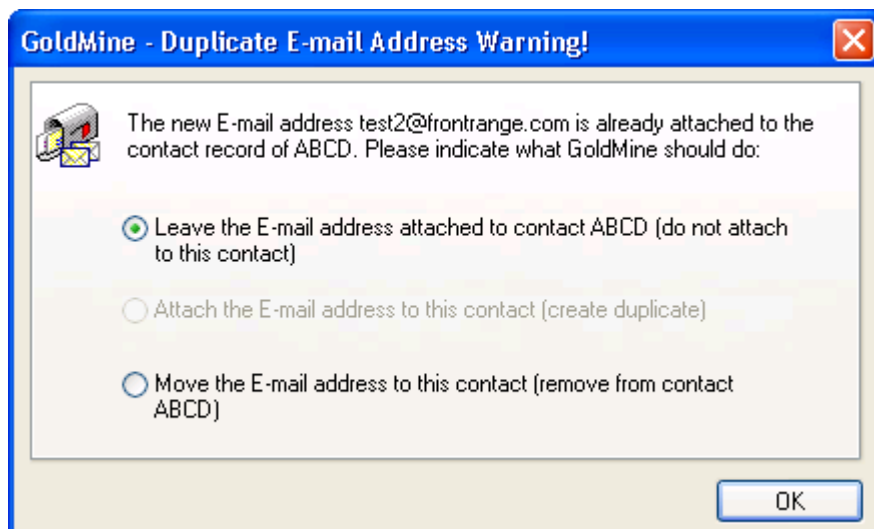 GoldMine - Duplicate E-mail Address Warning!
The new E-mail address test2@frontrange.com is already attached to the
contact record of ABCD. Please indicate what GoldMine should do:
Leave the E-mail address attached to contact ABCD (do not attach
to this contact)
Attach the E-mail address to this contact (create duplicate)
Move the E-mail address to this contact (remove from contact
ABCD)
OK